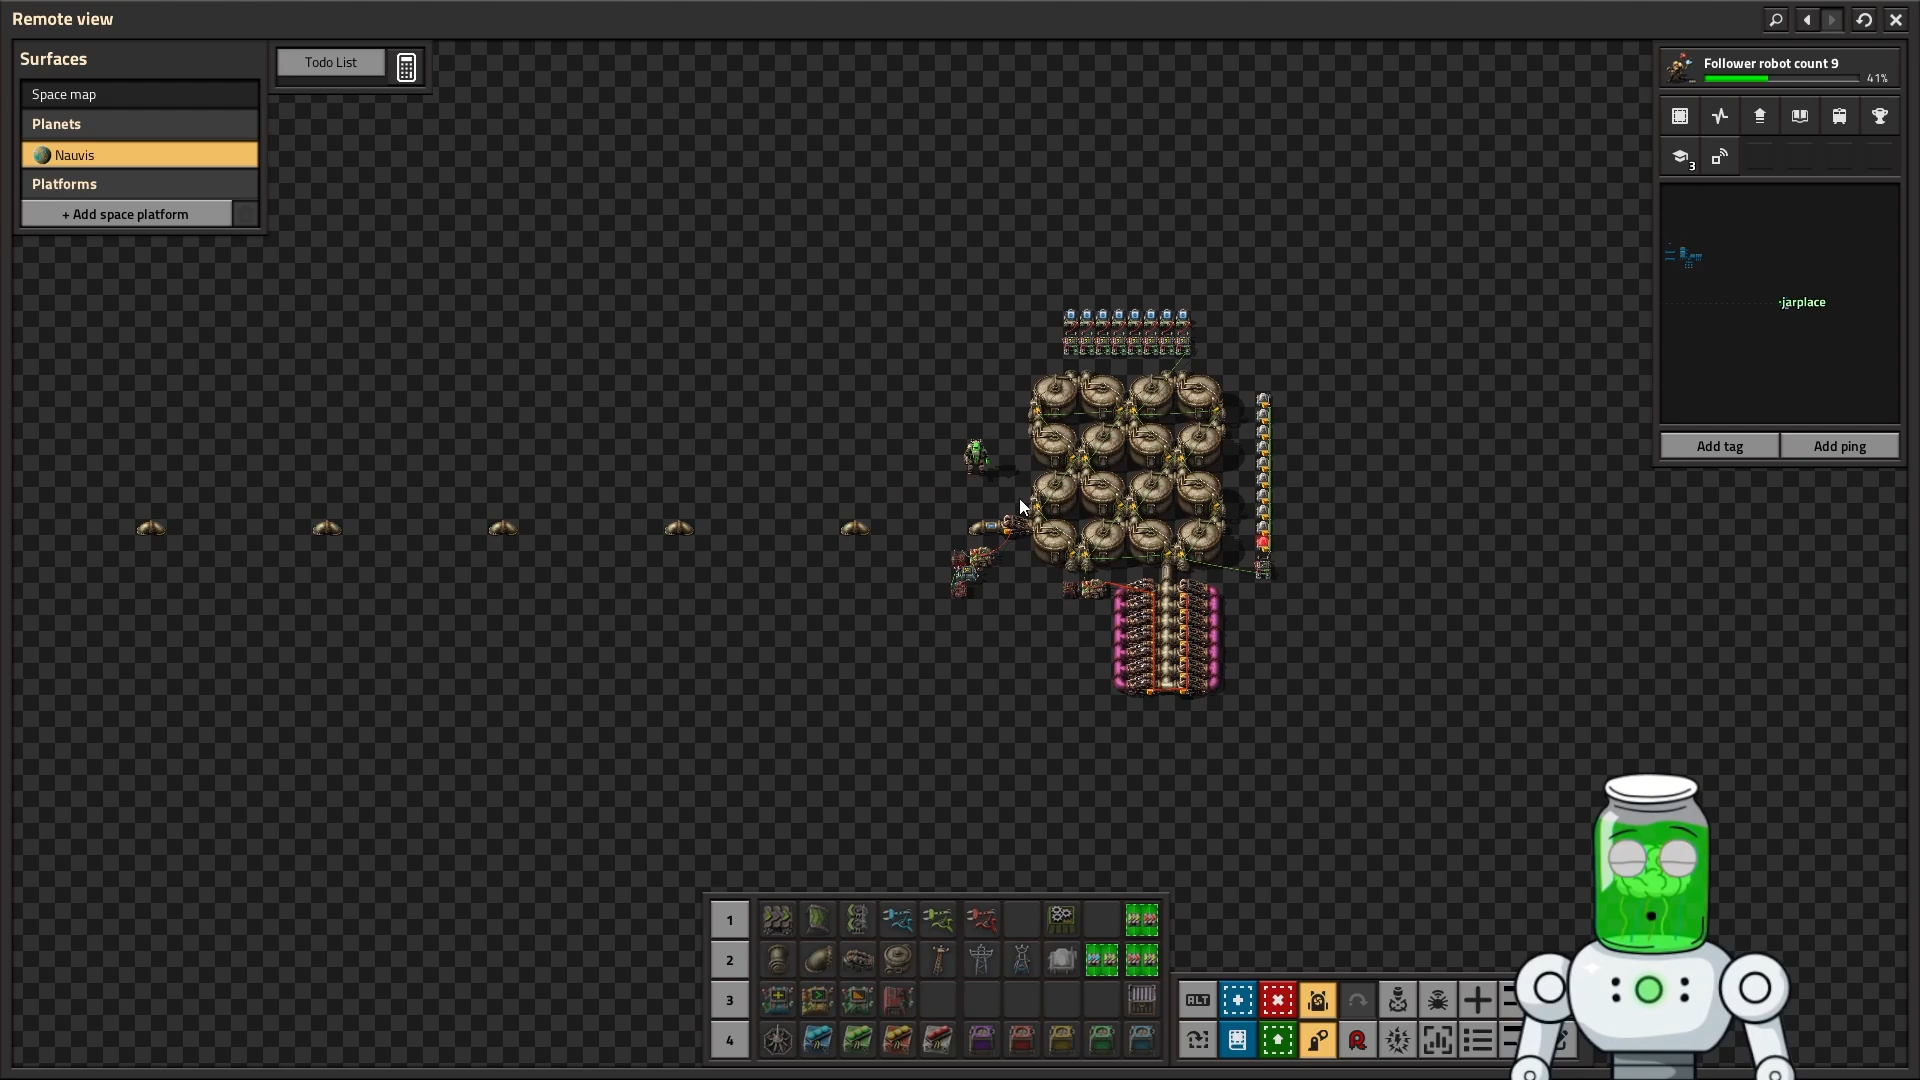 Remote view
Surfaces
Space map
Planets
Nauvis
Platforms
+ Add space platform
Todo List
Follower robot count 9
41%
3
jarplace
Add tag
Add ping
1
2
3
4
ALT
R